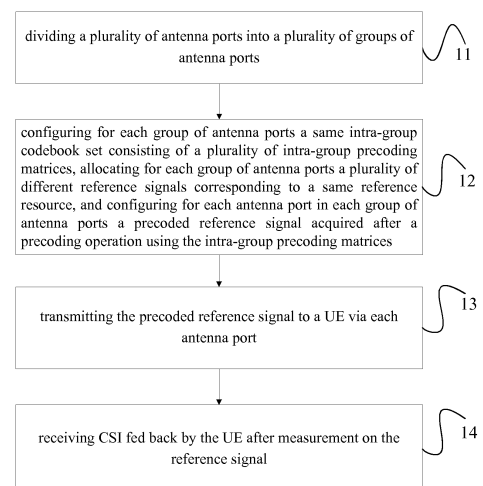 dividing a plurality of antenna ports into a plurality of groups of
antenna ports
11
configuring for each group of antenna ports a same intra-group
codebook set consisting of a plurality of intra-group precoding
matrices, allocating for each group of antenna ports a plurality of
different reference signals corresponding to a same reference
resource, and configuring for each antenna port in each group of
antenna ports a precoded reference signal acquired after a
precoding operation using the intra-group precoding matrices
12
transmitting the precoded reference signal to a UE via each
antenna port
13
receiving CSI fed back by the UE after measurement on the
reference signal
14